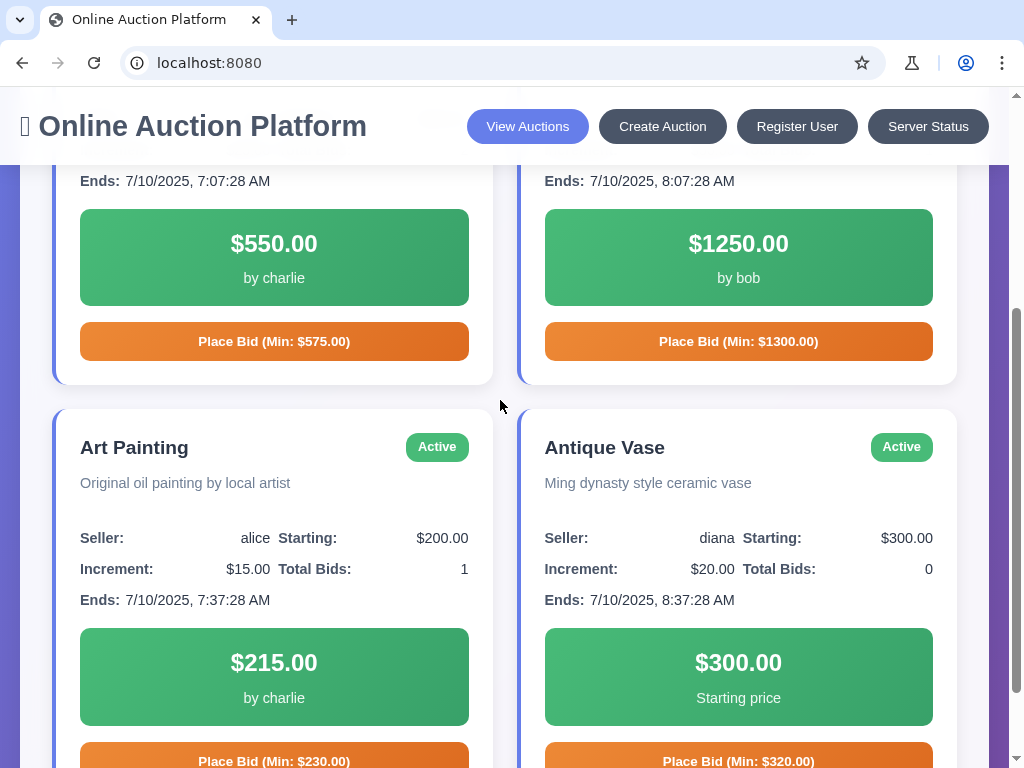 Online Auction Platform
localhost:8080
Online Auction Platform
View Auctions
Create Auction
Register User
Server Status
Ends: 7/10/2025, 7:07:28 AM
$550.00
by charlie
Place Bid (Min: $575.00)
Ends: 7/10/2025, 8:07:28 AM
$1250.00
by bob
Place Bid (Min: $1300.00)
Art Painting
Active
Original oil painting by local artist
Seller: alice Starting: $200.00
Increment: $15.00 Total Bids: 1
Ends: 7/10/2025, 7:37:28 AM
$215.00
by charlie
Place Bid (Min: $230.00)
Antique Vase
Active
Ming dynasty style ceramic vase
Seller: diana Starting: $300.00
Increment: $20.00 Total Bids: 0
Ends: 7/10/2025, 8:37:28 AM
$300.00
Starting price
Place Bid (Min: $320.00)